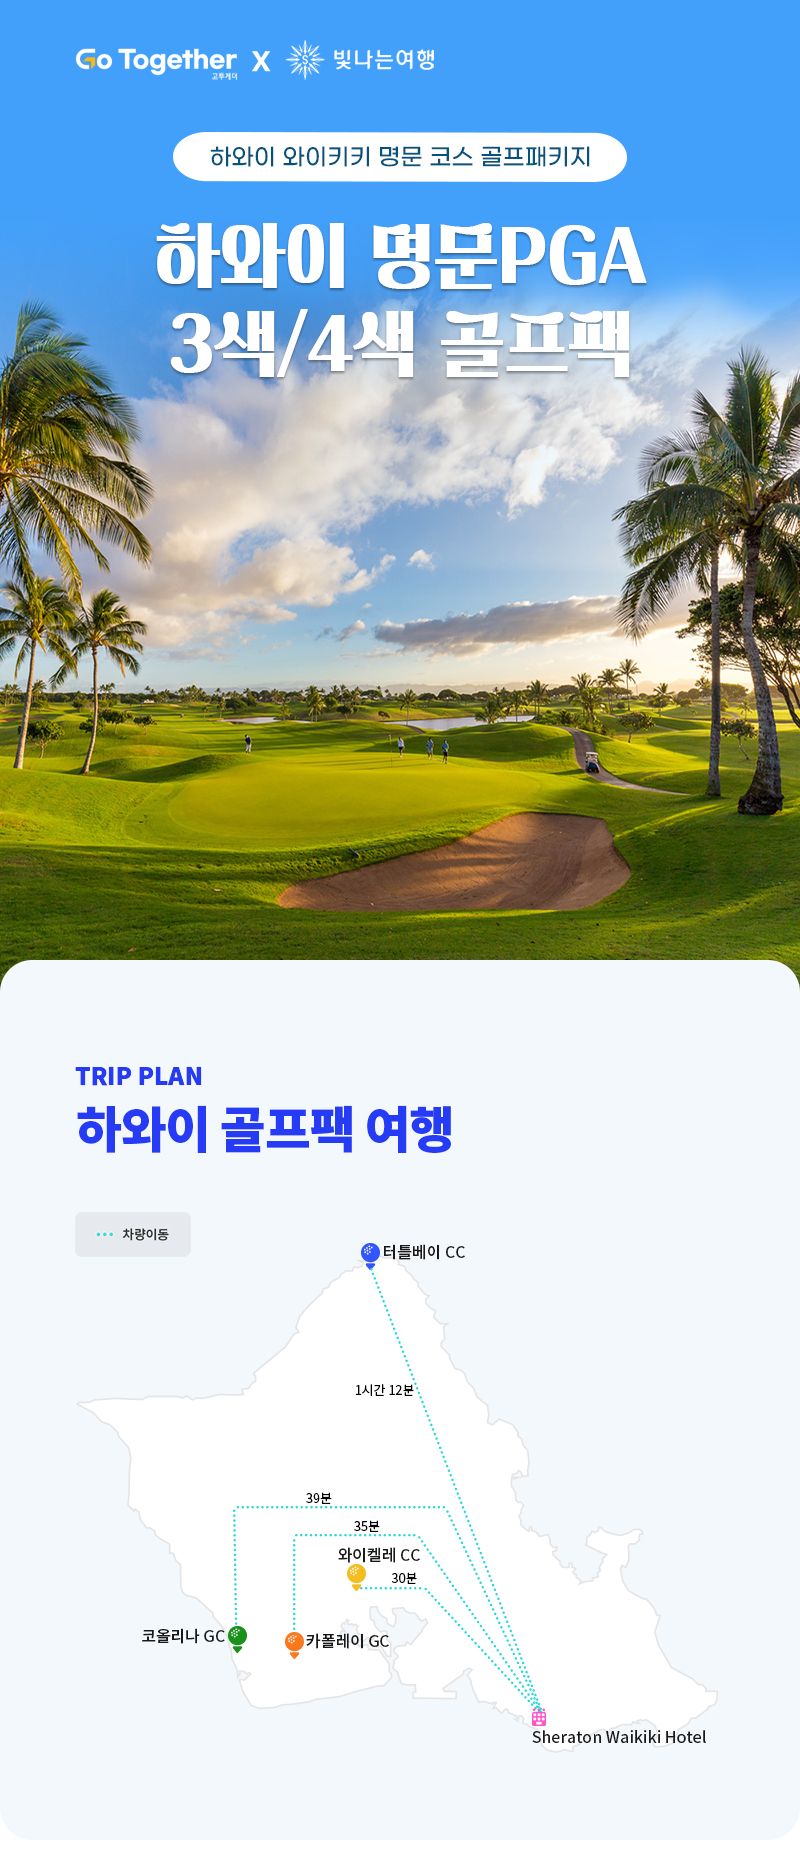 Go Together
고투게더
X
빛나는여행
하와이 와이키키 명문 코스 골프패키지
하와이 명문PGA
3색/4색 골프팩
TRIP PLAN
하와이 골프팩 여행
차량이동
터틀베이 CC
1시간 12분
39분
35분
와이켈레 CC
30분
코올리나 GC
카폴레이 GC
Sheraton Waikiki Hotel